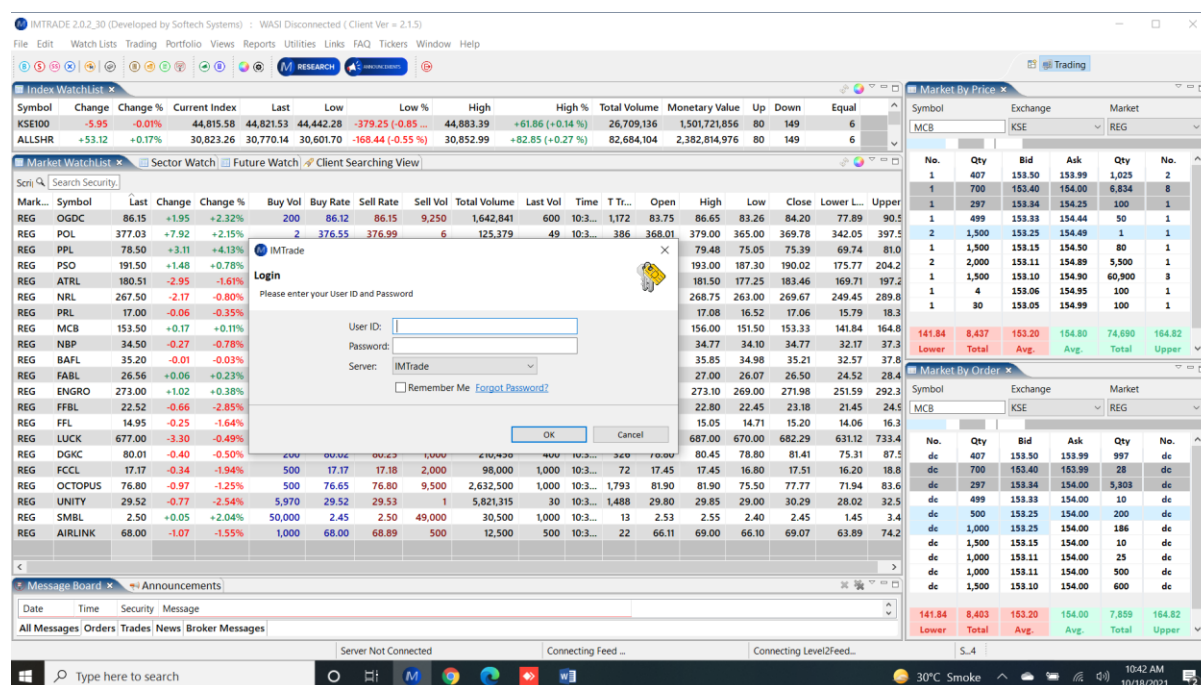 IMTRADE 2.0.2_30 (Developed by Softech Systems) : WASI Disconnected ( Client Ver = 2.1.5)
File Edit Watch Lists Trading Portfolio Views Reports Utilities Links FAQ Tickers Window Help
RESEARCH ANNOUNCEMENTS Trading
Index WatchList
Symbol Change Change % Current Index Last Low Low % High High % Total Volume Monetary Value Up Down Equal
KSE100 -5.95 -0.01% 44,815.58 44,821.53 44,442.28 -379.25 (-0.85 ... 44,883.39 +61.86 (+0.14 %) 26,709,136 1,501,721,856 80 149 6
ALLSHR +53.12 +0.17% 30,823.26 30,770.14 30,601.70 -168.44 (-0.55 %) 30,852.99 +82.85 (+0.27 %) 82,684,104 2,382,814,976 80 149 6
Market WatchList Sector Watch Future Watch Client Searching View
Search Security.
Mark... Symbol Last Change Change % Buy Vol Buy Rate Sell Rate Sell Vol Total Volume Last Vol Time T Tr... Open High Low Close Lower L... Upper
REG OGDC 86.15 +1.95 +2.32% 200 86.12 86.15 9,250 1,642,841 600 10:3... 1,172 83.75 86.65 83.26 84.20 77.89 90.5
REG POL 377.03 +7.92 +2.15% 2 376.55 376.99 6 125,379 49 10:3... 386 368.01 379.00 365.00 369.78 342.05 397.5
REG PPL 78.50 +3.11 +4.13% 79.48 75.05 75.39 69.74 81.0
REG PSO 191.50 +1.48 +0.78% 193.00 187.30 190.02 175.77 204.2
REG ATRL 180.51 -2.95 -1.61% 181.50 177.25 183.46 169.71 197.2
REG NRL 267.50 -2.17 -0.80% 268.75 263.00 269.67 249.45 289.8
REG PRL 17.00 -0.06 -0.35% 17.08 16.52 17.06 15.79 18.3
REG MCB 153.50 +0.17 +0.11% 156.00 151.50 153.33 141.84 164.8
REG NBP 34.50 -0.27 -0.78% 34.77 34.10 34.77 32.17 37.3
REG BAFL 35.20 -0.01 -0.03% 35.85 34.98 35.21 32.57 37.8
REG FABL 26.56 +0.06 +0.23% 27.00 26.07 26.50 24.52 28.4
REG ENGRO 273.00 +1.02 +0.38% 273.10 269.00 271.98 251.59 292.3
REG FFBL 22.52 -0.66 -2.85% 22.80 22.45 23.18 21.45 24.9
REG FFL 14.95 -0.25 -1.64% 15.05 14.71 15.20 14.06 16.3
REG LUCK 677.00 -3.30 -0.49% 687.00 670.00 682.29 631.12 733.4
REG DGKC 80.01 -0.40 -0.50% 80.45 78.80 81.41 75.31 87.5
REG FCCL 17.17 -0.34 -1.94% 500 17.17 17.18 2,000 98,000 1,000 10:3... 72 17.45 17.45 16.80 17.51 16.20 18.8
REG OCTOPUS 76.80 -0.97 -1.25% 500 76.65 76.80 9,500 2,632,500 1,000 10:3... 1,793 81.90 81.90 75.50 77.77 71.94 83.6
REG UNITY 29.52 -0.77 -2.54% 5,970 29.52 29.53 1 5,821,315 30 10:3... 1,488 29.80 29.85 29.00 30.29 28.02 32.5
REG SMBL 2.50 +0.05 +2.04% 50,000 2.45 2.50 49,000 30,500 1,000 10:3... 13 2.53 2.55 2.40 2.45 1.45 3.4
REG AIRLINK 68.00 -1.07 -1.55% 1,000 68.00 68.89 500 12,500 500 10:3... 22 66.11 69.00 66.10 69.07 63.89 74.2
IMTrade
Login
Please enter your User ID and Password
User ID:
Password:
Server: IMTrade
Remember Me Forgot Password?
OK Cancel
Market By Price
Symbol Exchange Market
MCB KSE REG
No. Qty Bid Ask Qty No.
1 407 153.50 153.99 1,025 2
1 700 153.40 154.00 6,834 8
1 297 153.34 154.25 100 1
1 499 153.33 154.44 50 1
2 1,500 153.25 154.49 1 1
1 1,500 153.15 154.50 80 1
2 2,000 153.11 154.89 5,500 1
1 1,500 153.10 154.90 60,900 3
1 4 153.06 154.95 100 1
1 30 153.05 154.99 100 1
141.84 8,437 153.20 154.80 74,690 164.82
Lower Total Avg. Avg. Total Upper
Market By Order
Symbol Exchange Market
MCB KSE REG
No. Qty Bid Ask Qty No.
dc 407 153.50 153.99 997 dc
dc 700 153.40 153.99 28 dc
dc 297 153.34 154.00 5,303 dc
dc 499 153.33 154.00 10 dc
dc 500 153.25 154.00 200 dc
dc 1,000 153.25 154.00 186 dc
dc 1,500 153.15 154.00 10 dc
dc 1,000 153.11 154.00 25 dc
dc 1,000 153.11 154.00 500 dc
dc 1,500 153.10 154.00 600 dc
141.84 8,403 153.20 154.00 7,859 164.82
Lower Total Avg. Avg. Total Upper
Message Board Announcements
Date Time Security Message
All Messages Orders Trades News Broker Messages
Server Not Connected Connecting Feed ... Connecting Level2Feed... S...4
Type here to search 30°C Smoke 10:42 AM
10/18/2021